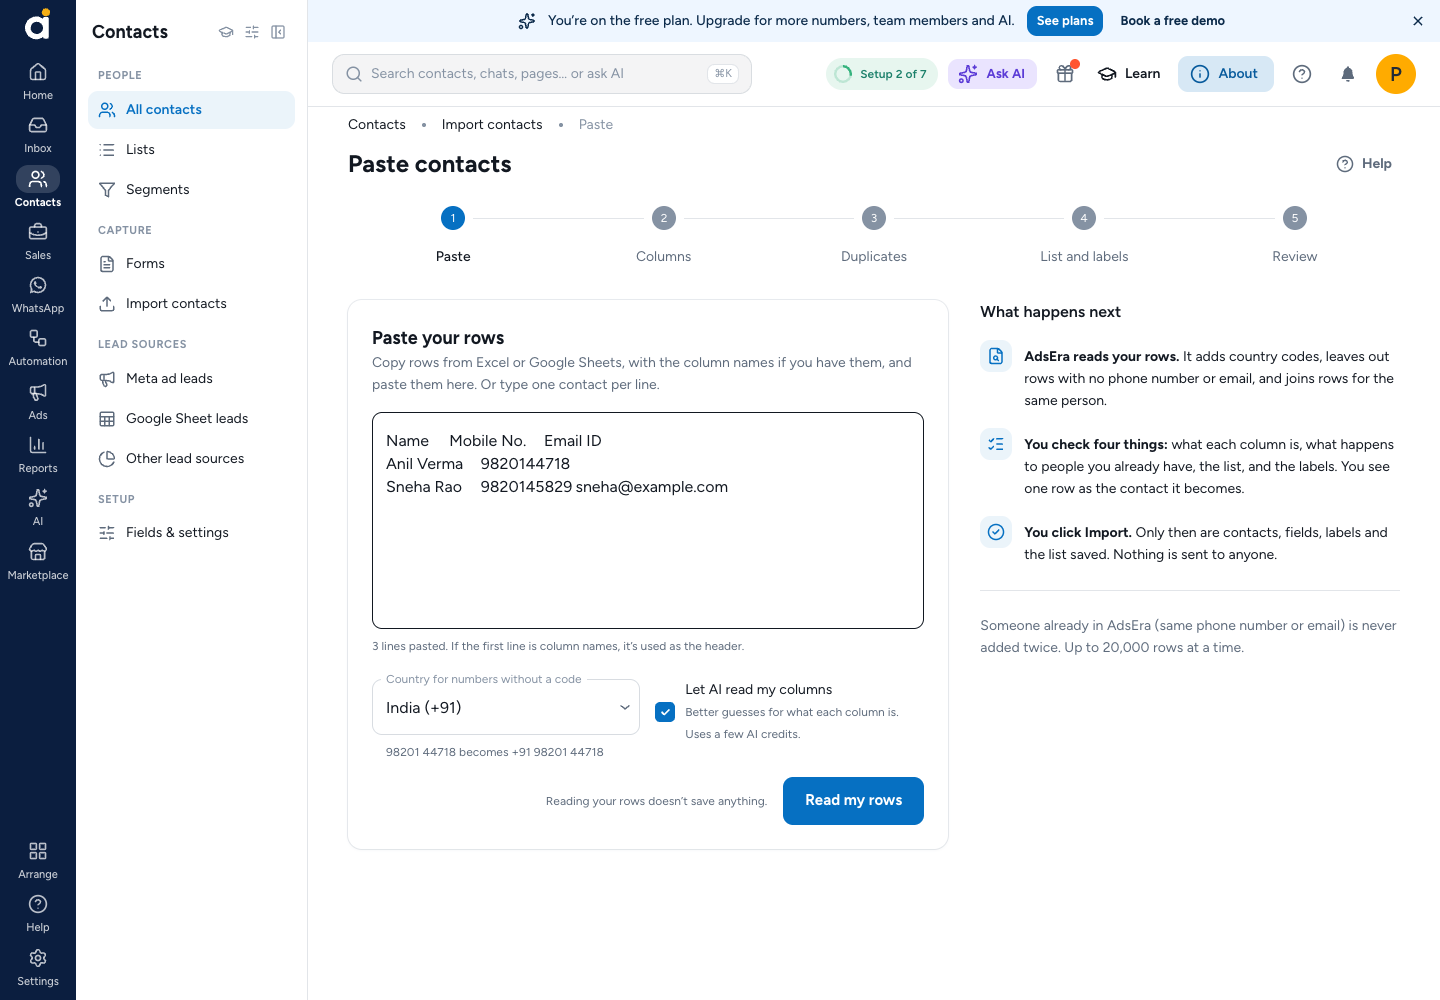 You're on the free plan. Upgrade for more numbers, team members and AI. See plans Book a free demo
Contacts
Search contacts, chats, pages... or ask AI ⌘K
Setup 2 of 7
Ask AI
Learn
About
P
Home
Inbox
Contacts
Sales
WhatsApp
Automation
Ads
Reports
AI
Marketplace
Arrange
Help
Settings
PEOPLE
All contacts
Lists
Segments
CAPTURE
Forms
Import contacts
LEAD SOURCES
Meta ad leads
Google Sheet leads
Other lead sources
SETUP
Fields & settings
Contacts • Import contacts • Paste
Paste contacts
Help
1 2 3 4 5
Paste Columns Duplicates List and labels Review
Paste your rows
Copy rows from Excel or Google Sheets, with the column names if you have them, and
paste them here. Or type one contact per line.
Name Mobile No. Email ID
Anil Verma 9820144718
Sneha Rao 9820145829 sneha@example.com
3 lines pasted. If the first line is column names, it's used as the header.
Country for numbers without a code
India (+91)
98201 44718 becomes +91 98201 44718
Let AI read my columns
Better guesses for what each column is.
Uses a few AI credits.
Reading your rows doesn't save anything.
Read my rows
What happens next
AdsEra reads your rows. It adds country codes, leaves out
rows with no phone number or email, and joins rows for the
same person.
You check four things: what each column is, what happens
to people you already have, the list, and the labels. You see
one row as the contact it becomes.
You click Import. Only then are contacts, fields, labels and
the list saved. Nothing is sent to anyone.
Someone already in AdsEra (same phone number or email) is never
added twice. Up to 20,000 rows at a time.